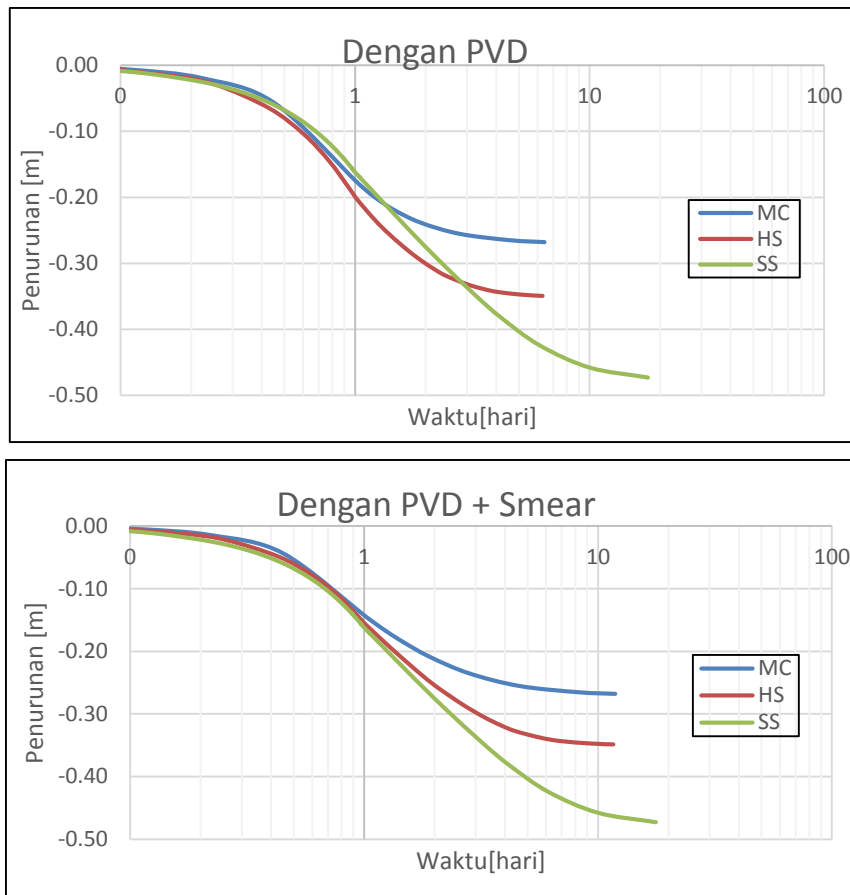 Dengan PVD
0.00
0 1 10 100
-0.10
-0.20
-0.30
-0.40
-0.50
Penurunan [m]
MC
HS
SS
Waktu[hari]
Dengan PVD + Smear
0.00
0 1 10 100
-0.10
-0.20
-0.30
-0.40
-0.50
Penurunan [m]
MC
HS
SS
Waktu[hari]